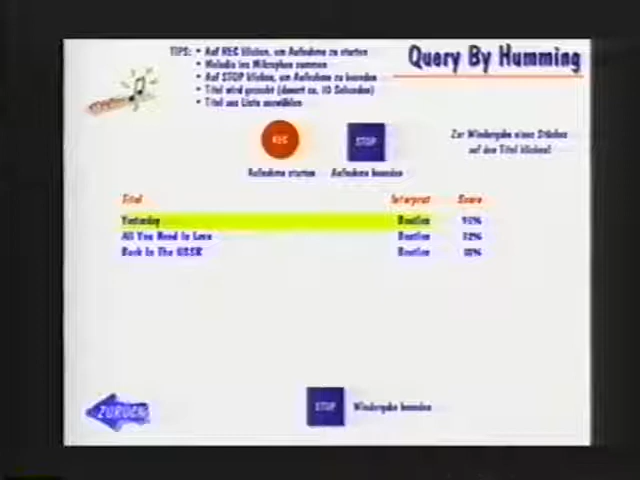 Query By Humming
TIPS: • Auf REC klicken, um Aufnahme zu starten
• Melodie ins Mikrophon summen
• Auf STOP klicken, um Aufnahme zu beenden
• Titel wird gesucht (dauert ca. 10 Sekunden)
• Titel aus Liste auswählen
REC
STOP
Zur Wiedergabe eines Stückes
auf den Titel klicken!
Aufnahme starten
Aufnahme beenden
Titel Interpret Score
Yesterday Beatles
All You Need Is Love Beatles
Back In The USSR Beatles
ZURÜCK
STOP
Wiedergabe beenden